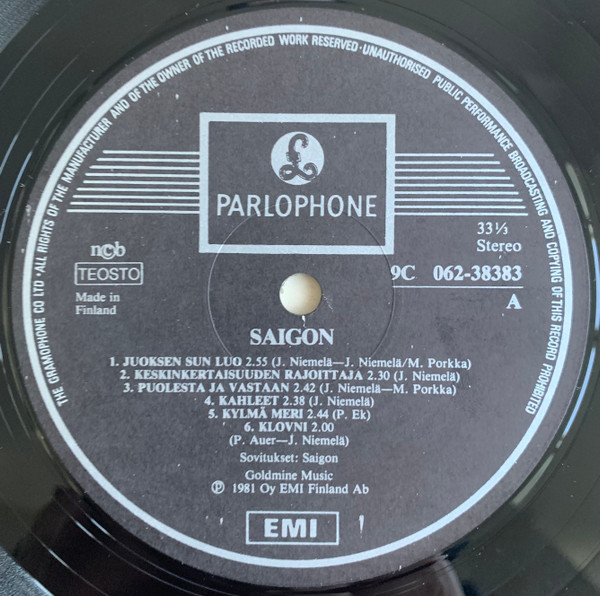 THE GRAMOPHONE CO LTD · ALL RIGHTS OF THE MANUFACTURER AND OF THE OWNER OF THE RECORDED WORK RESERVED · UNAUTHORISED PUBLIC PERFORMANCE BROADCASTING AND COPYING OF THIS RECORD PROHIBITED
£
PARLOPHONE
33⅓
Stereo
ncb
TEOSTO
Made in
Finland
9C 062-38383
A
SAIGON
1. JUOKSEN SUN LUO 2.55 (J. Niemelä—J. Niemelä/M. Porkka)
2. KESKINKERTAISUUDEN RAJOITTAJA 2.30 (J. Niemelä)
3. PUOLESTA JA VASTAAN 2.42 (J. Niemelä—M. Porkka)
4. KAHLEET 2.38 (J. Niemelä)
5. KYLMÄ MERI 2.44 (P. Ek)
6. KLOVNI 2.00
(P. Auer—J. Niemelä)
Sovitukset: Saigon
Goldmine Music
Ⓟ 1981 Oy EMI Finland Ab
EMI